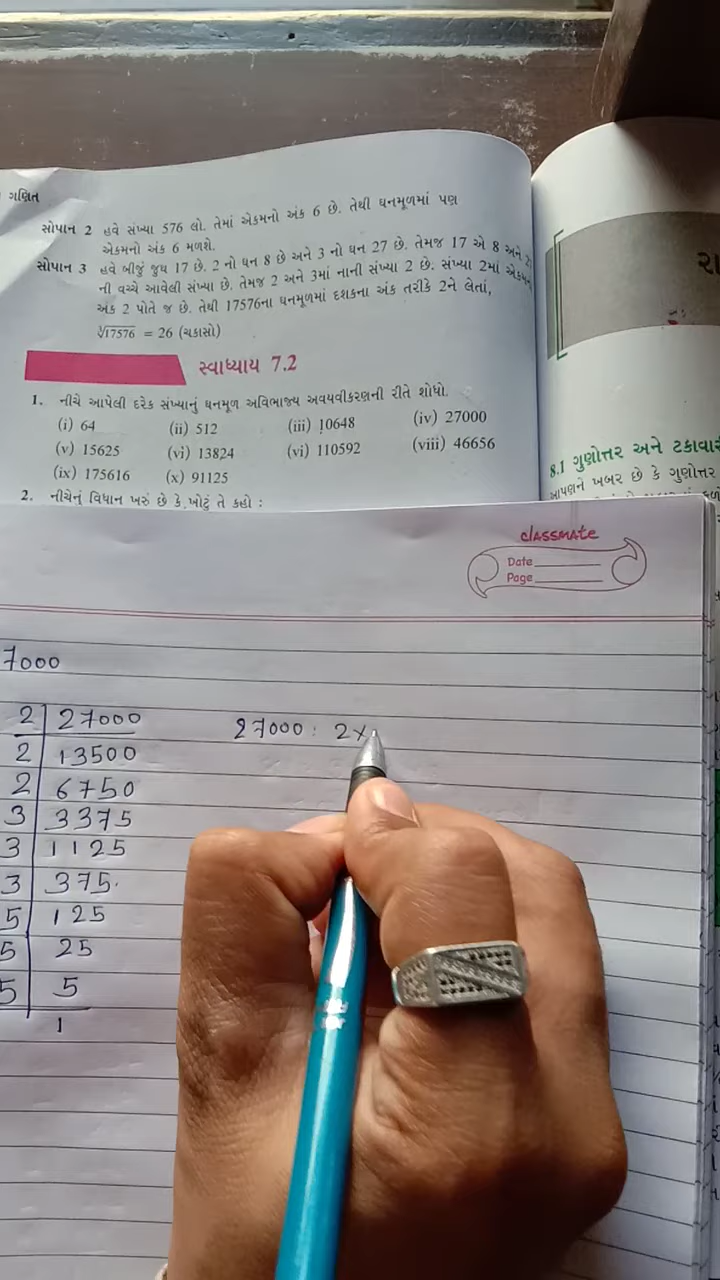 ગણિત
સોપાન 2 હવે સંખ્યા 576 લો. તેમાં એકમનો અંક 6 છે. તેથી ઘનમૂળમાં પણ
એકમનો અંક 6 મળશે.
સોપાન 3 હવે બીજું જૂથ 17 છે. 2 નો ઘન 8 છે અને 3 નો ઘન 27 છે. તેમજ 17 એ 8 અને
ની વચ્ચે આવેલી સંખ્યા છે. તેમજ 2 અને 3માં નાની સંખ્યા 2 છે. સંખ્યા 2માં
અંક 2 પોતે જ છે. તેથી 17576ના ઘનમૂળમાં દશકના અંક તરીકે 2ને લેતાં,
∛17576 = 26 (ચકાસો)
સ્વાધ્યાય 7.2
1. નીચે આપેલી દરેક સંખ્યાનું ઘનમૂળ અવિભાજ્ય અવયવીકરણની રીતે શોધો.
(i) 64 (ii) 512 (iii) 10648 (iv) 27000
(v) 15625 (vi) 13824 (vi) 110592 (viii) 46656
(ix) 175616 (x) 91125
2. નીચેનું વિધાન ખરું છે કે ખોટું તે કહો :
8.1 ગુણોત્તર અને
આપણને ખબર છે કે ગુણોત્તર
classmate
Date
Page
7000
2 27000
2 13500
2 6750
3 3375
3 1125
3 375.
5 125
5 25
5 5
1
27000 : 2×